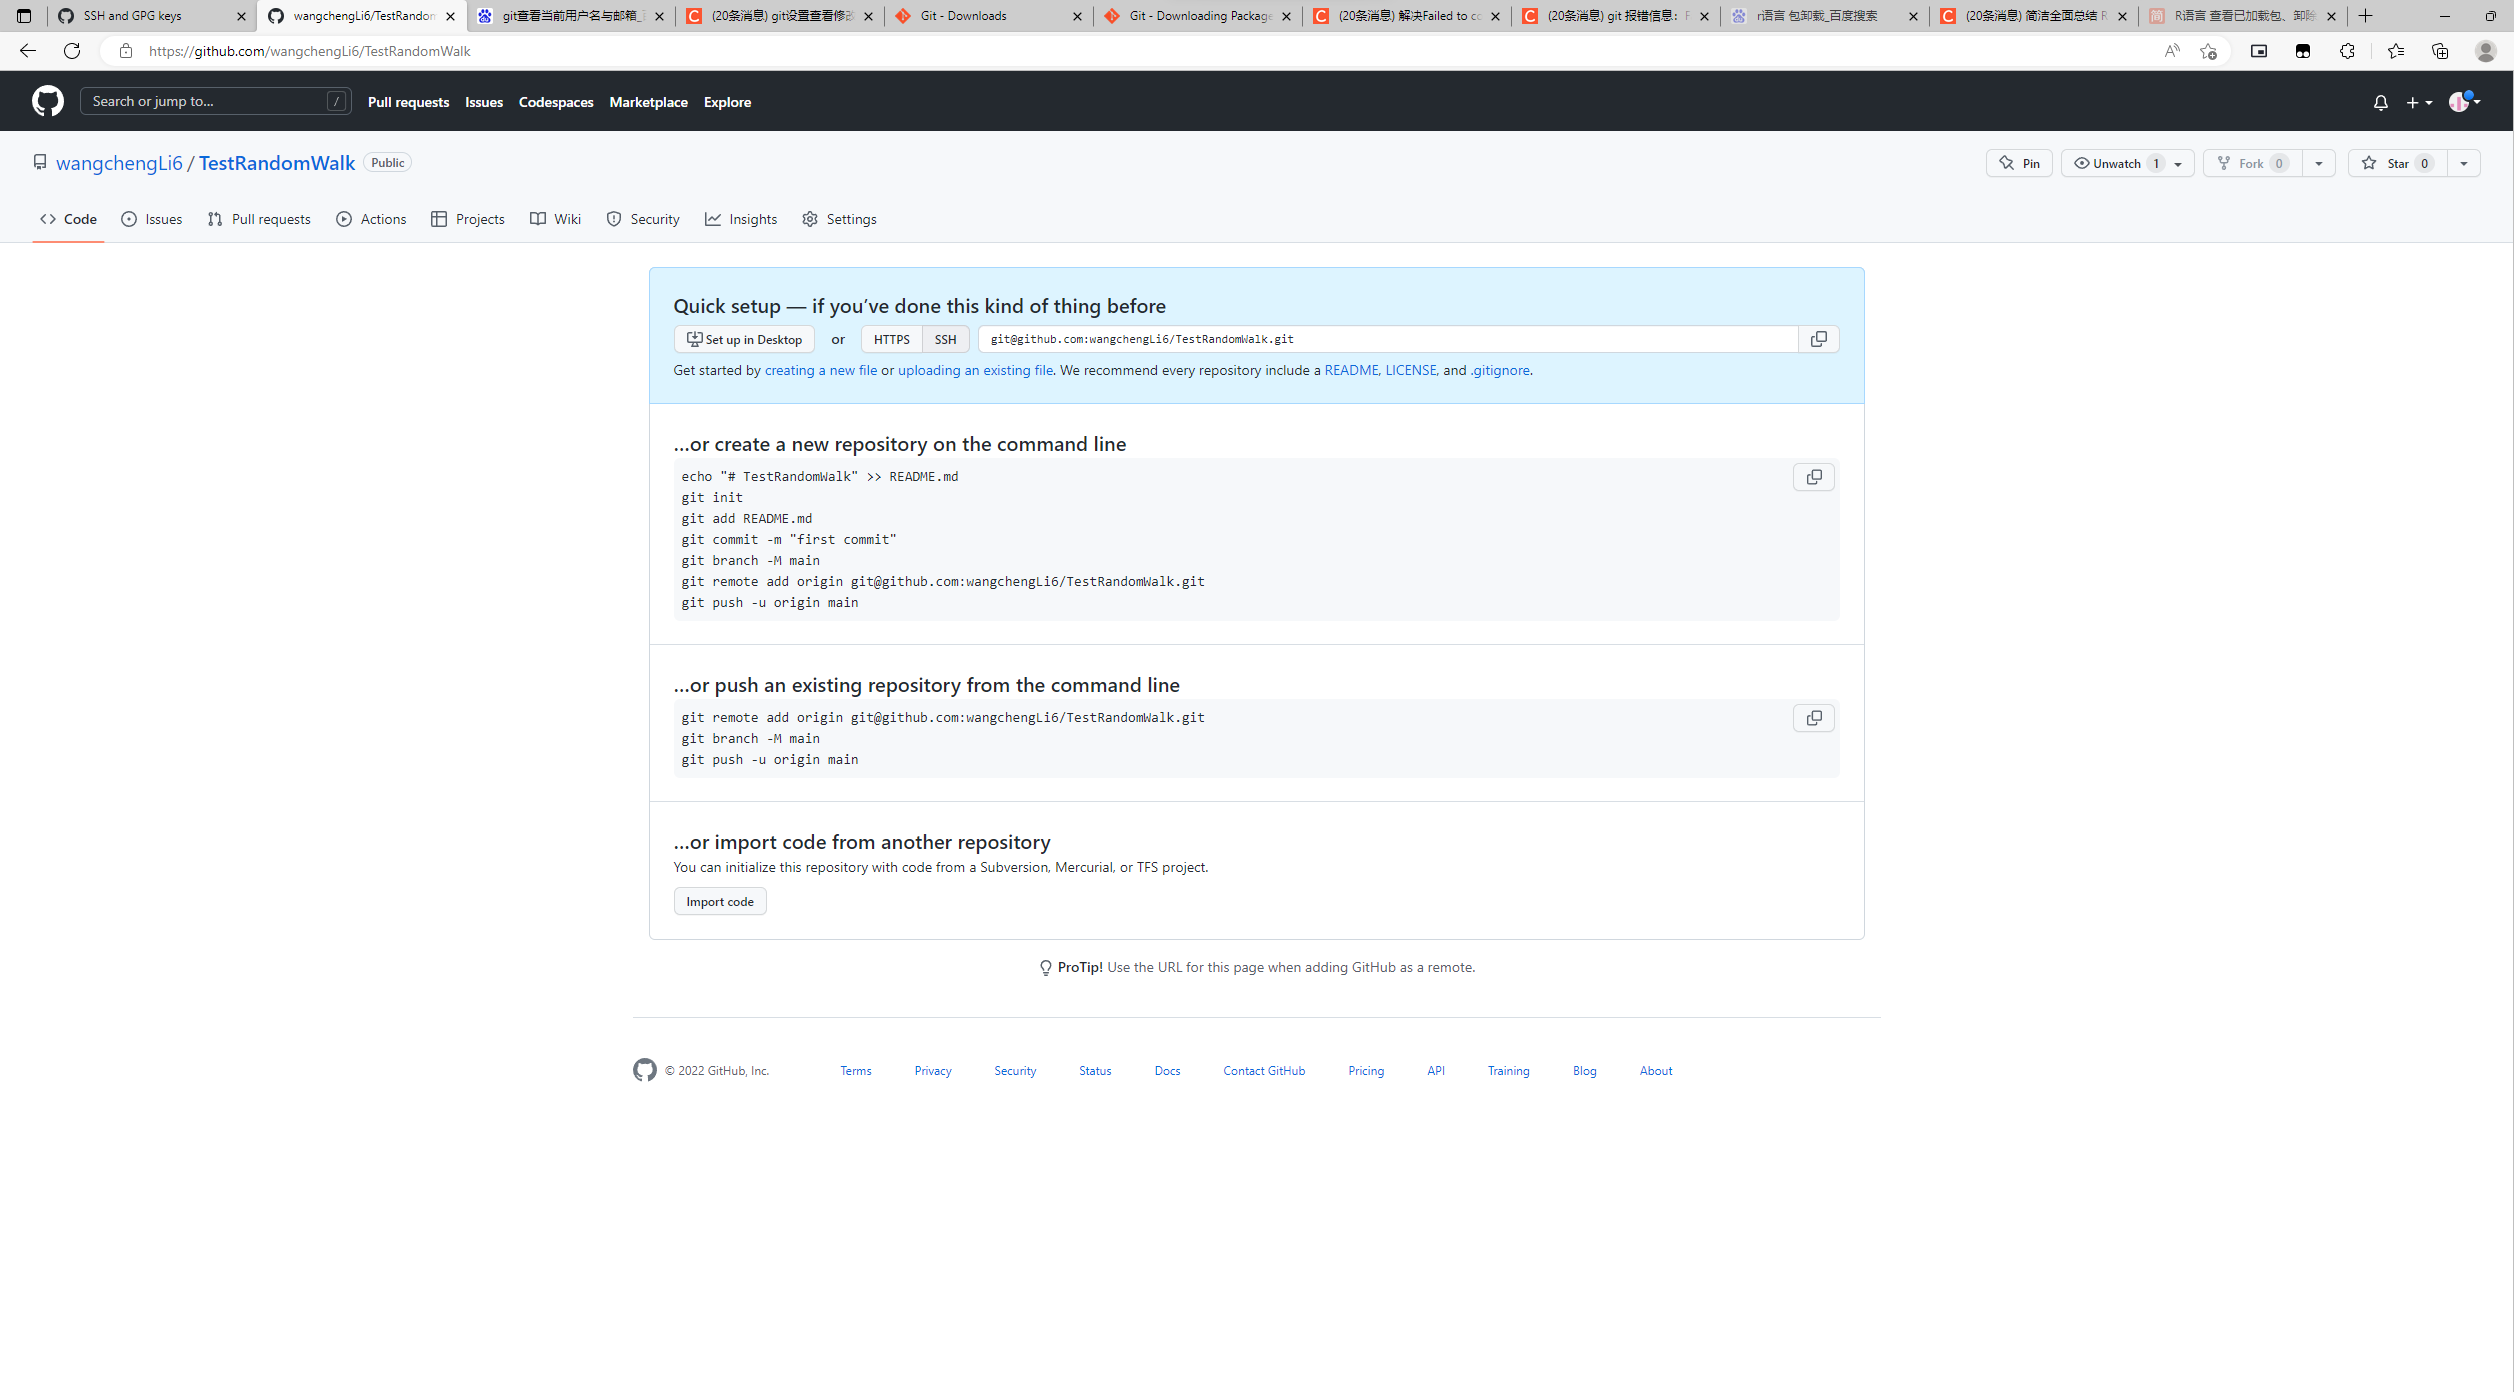 SSH and GPG keys
wangchengLi6/TestRandom
git查看当前用户名与邮箱_
(20条消息) git设置查看修改
Git - Downloads
Git - Downloading Package
(20条消息) 解决Failed to co
(20条消息) git 报错信息: F
r语言 包卸载_百度搜索
(20条消息) 简洁全面总结 R
R语言 查看已加载包、卸除
https://github.com/wangchengLi6/TestRandomWalk
Search or jump to... /
Pull requests Issues Codespaces Marketplace Explore
wangchengLi6 / TestRandomWalk Public
Pin Unwatch 1 Fork 0 Star 0
Code Issues Pull requests Actions Projects Wiki Security Insights Settings
Quick setup — if you’ve done this kind of thing before
Set up in Desktop or HTTPS SSH git@github.com:wangchengLi6/TestRandomWalk.git
Get started by creating a new file or uploading an existing file. We recommend every repository include a README, LICENSE, and .gitignore.
…or create a new repository on the command line
echo "# TestRandomWalk" >> README.md
git init
git add README.md
git commit -m "first commit"
git branch -M main
git remote add origin git@github.com:wangchengLi6/TestRandomWalk.git
git push -u origin main
…or push an existing repository from the command line
git remote add origin git@github.com:wangchengLi6/TestRandomWalk.git
git branch -M main
git push -u origin main
…or import code from another repository
You can initialize this repository with code from a Subversion, Mercurial, or TFS project.
Import code
ProTip! Use the URL for this page when adding GitHub as a remote.
© 2022 GitHub, Inc. Terms Privacy Security Status Docs Contact GitHub Pricing API Training Blog About